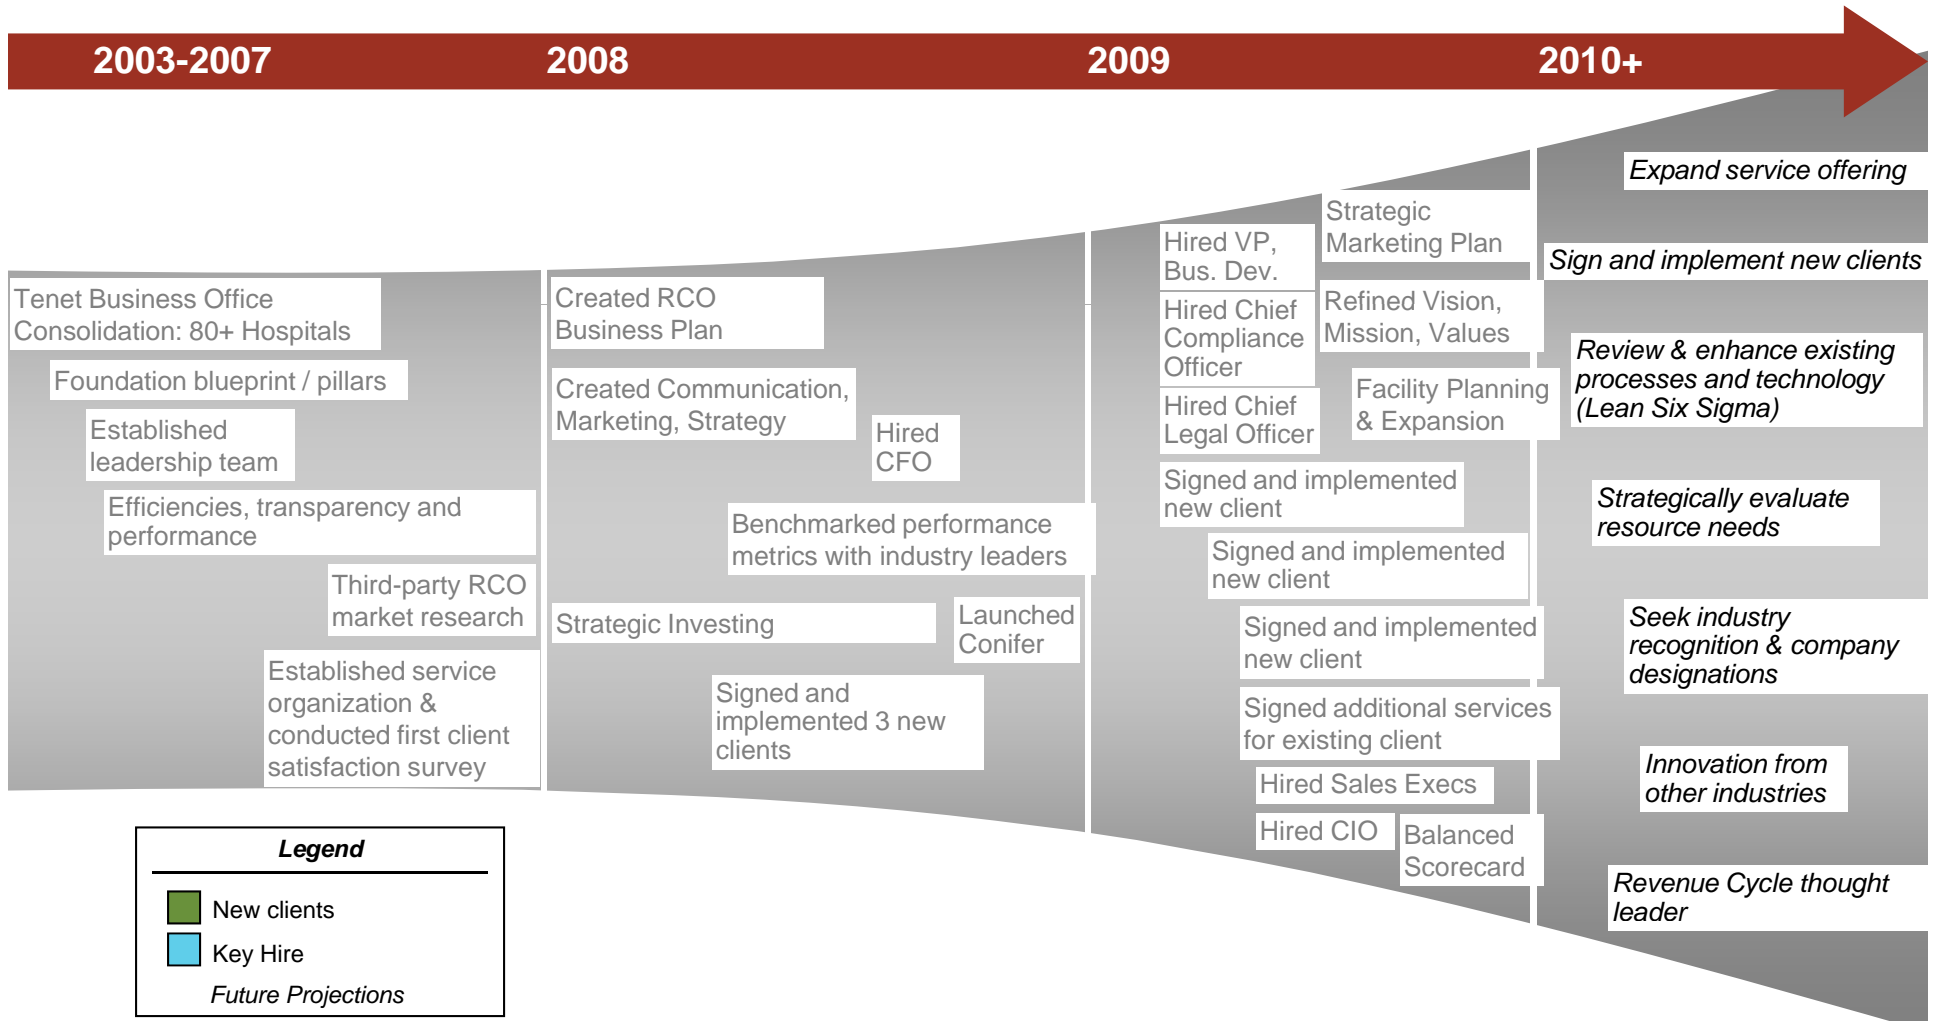 2003-2007
2008
2009
2010+
Tenet Business Office
Consolidation: 80+ Hospitals
Foundation blueprint / pillars
Established
leadership team
Efficiencies, transparency and
performance
Third-party RCO
market research
Established service
organization &
conducted first client
satisfaction survey
Created RCO
Business Plan
Created Communication,
Marketing, Strategy
Hired
CFO
Benchmarked performance
metrics with industry leaders
Strategic Investing
Launched
Conifer
Signed and
implemented 3 new
clients
Hired VP,
Bus. Dev.
Hired Chief
Compliance
Officer
Hired Chief
Legal Officer
Strategic
Marketing Plan
Refined Vision,
Mission, Values
Facility Planning
& Expansion
Signed and implemented
new client
Signed and implemented
new client
Signed and implemented
new client
Signed additional services
for existing client
Hired Sales Execs
Hired CIO
Balanced
Scorecard
Expand service offering
Sign and implement new clients
Review & enhance existing
processes and technology
(Lean Six Sigma)
Strategically evaluate
resource needs
Seek industry
recognition & company
designations
Innovation from
other industries
Revenue Cycle thought
leader
Legend
New clients
Key Hire
Future Projections